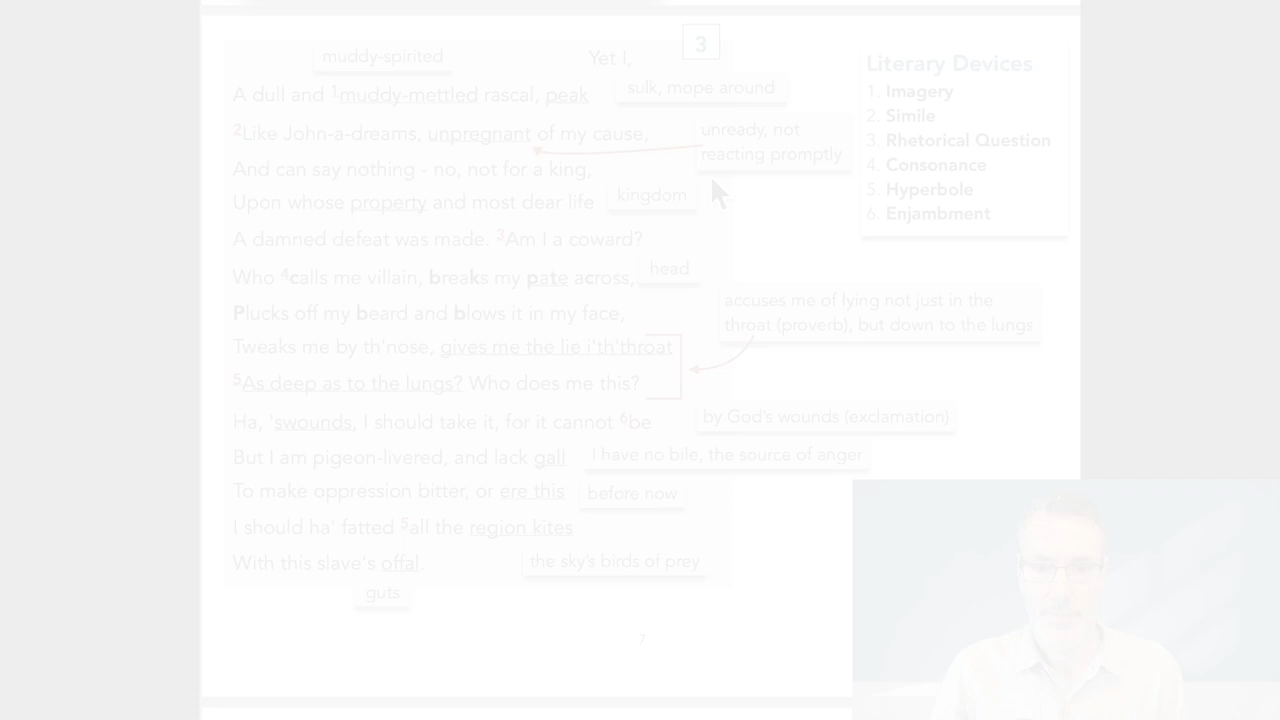 3
muddy-spirited
Yet I,
A dull and ¹muddy-mettled rascal, peak
sulk, mope around
²Like John-a-dreams, unpregnant of my cause,
unready, not
reacting promptly
And can say nothing - no, not for a king,
Upon whose property and most dear life
kingdom
A damned defeat was made. ³Am I a coward?
Who ⁴calls me villain, breaks my pate across,
head
Plucks off my beard and blows it in my face,
Tweaks me by th'nose, gives me the lie i'th'throat
accuses me of lying not just in the
throat (proverb), but down to the lungs
⁵As deep as to the lungs? Who does me this?
Ha, 'swounds, I should take it, for it cannot ⁶be
by God's wounds (exclamation)
But I am pigeon-livered, and lack gall
I have no bile, the source of anger
To make oppression bitter, or ere this
before now
I should ha' fatted ⁵all the region kites
With this slave's offal.
the sky's birds of prey
guts
7
Literary Devices
1. Imagery
2. Simile
3. Rhetorical Question
4. Consonance
5. Hyperbole
6. Enjambment